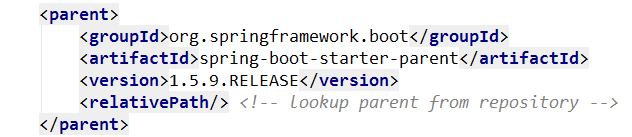 <parent>
<groupId>org.springframework.boot</groupId>
<artifactId>spring-boot-starter-parent</artifactId>
<version>1.5.9.RELEASE</version>
<relativePath/> <!-- lookup parent from repository -->
</parent>